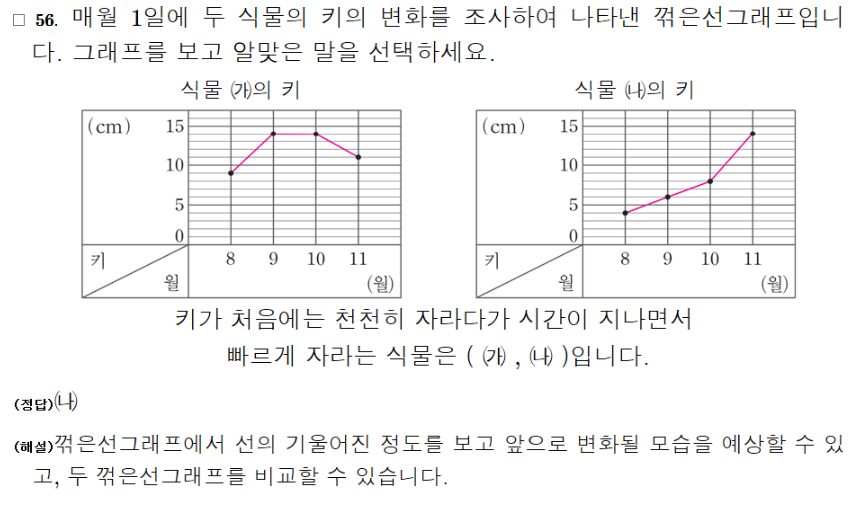 □ 56. 매월 1일에 두 식물의 키의 변화를 조사하여 나타낸 꺾은선그래프입니
다. 그래프를 보고 알맞은 말을 선택하세요.
식물 ㈎의 키
(cm) 15
10
5
0
키
월
8 9 10 11
(월)
식물 ㈏의 키
(cm) 15
10
5
0
키
월
8 9 10 11
(월)
키가 처음에는 천천히 자라다가 시간이 지나면서
빠르게 자라는 식물은 ( ㈎ , ㈏ )입니다.
(정답)㈏
(해설)꺾은선그래프에서 선의 기울어진 정도를 보고 앞으로 변화될 모습을 예상할 수 있
고, 두 꺾은선그래프를 비교할 수 있습니다.